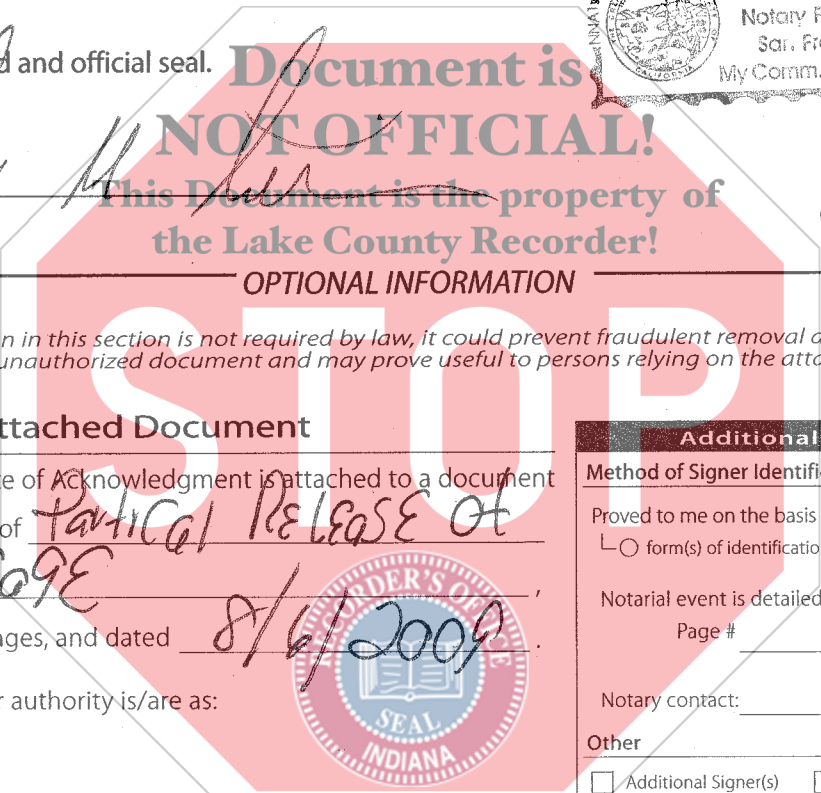 Notary P
San Fra
My Comm.
NNA
CALIFORNIA
d and official seal.
Document is
NOT OFFICIAL!
This Document is the property of
the Lake County Recorder!
OPTIONAL INFORMATION
n in this section is not required by law, it could prevent fraudulent removal a
unauthorized document and may prove useful to persons relying on the atta
STOP
ttached Document
te of Acknowledgment is attached to a document
of Partical RELEASE Of
age ,
ages, and dated 8/6/2009 .
r authority is/are as:
Additional
Method of Signer Identifi
Proved to me on the basis
form(s) of identificatio
Notarial event is detailed
Page #
Notary contact:
Other
Additional Signer(s)
RECORDER'S OFFICE
SEAL
INDIANA